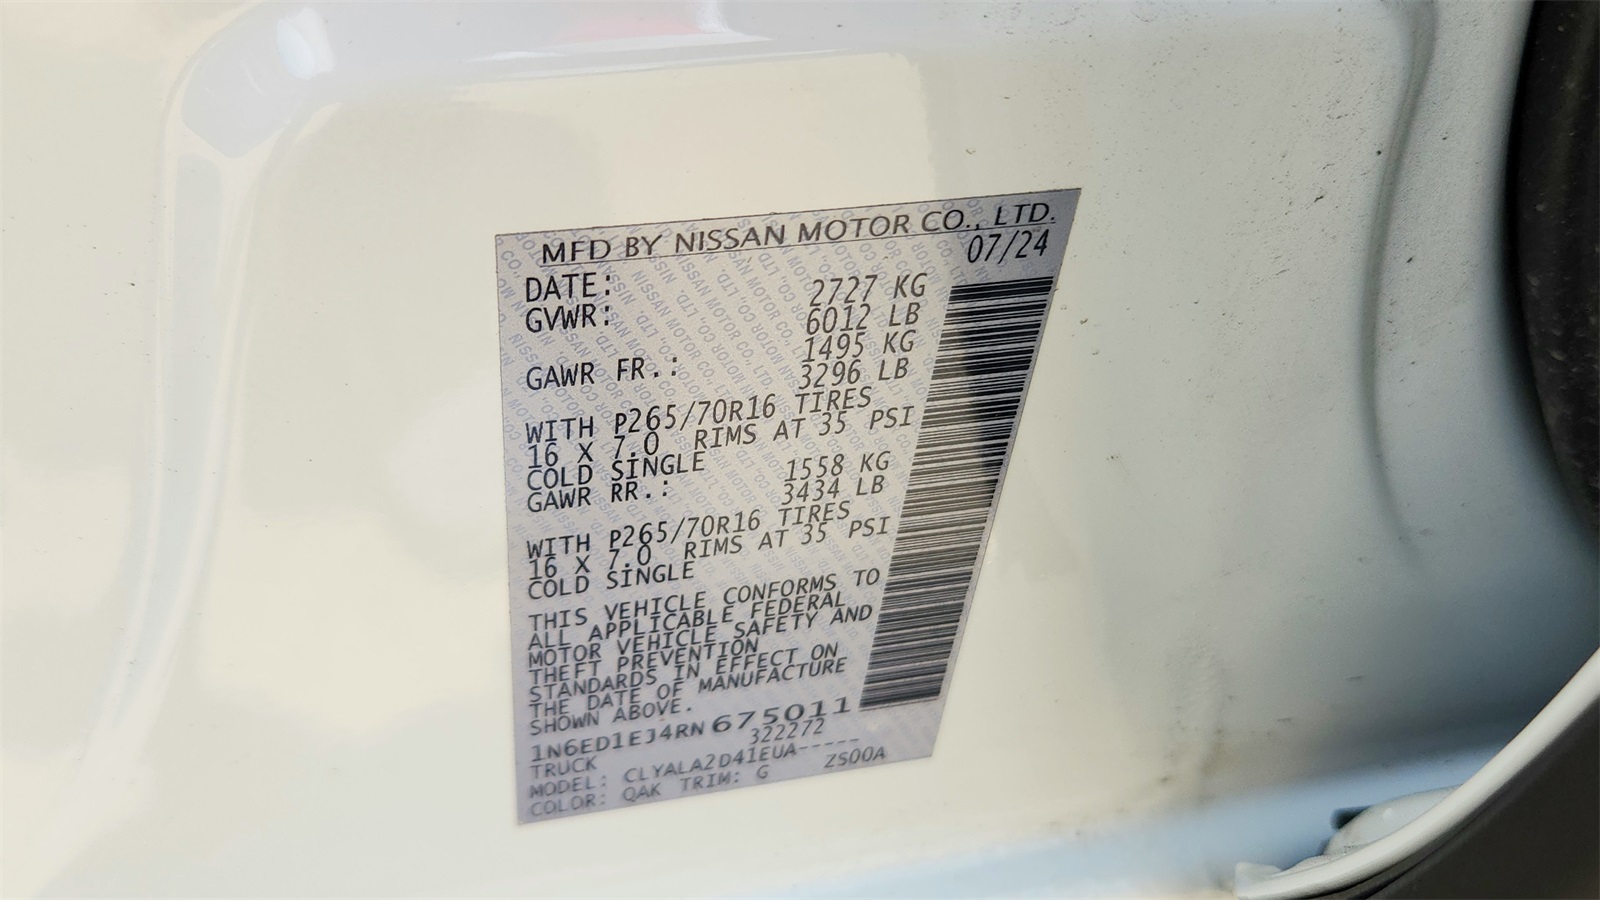 MFD BY NISSAN MOTOR CO., LTD.
DATE: 07/24
GVWR: 2727 KG
6012 LB
GAWR FR.: 1495 KG
3296 LB
WITH P265/70R16 TIRES
16 X 7.0 RIMS AT 35 PSI
COLD SINGLE
GAWR RR.: 1558 KG
3434 LB
WITH P265/70R16 TIRES
16 X 7.0 RIMS AT 35 PSI
COLD SINGLE
THIS VEHICLE CONFORMS TO
ALL APPLICABLE FEDERAL
MOTOR VEHICLE SAFETY AND
THEFT PREVENTION
STANDARDS IN EFFECT ON
THE DATE OF MANUFACTURE
SHOWN ABOVE.
1N6ED1EJ4RN675011
TRUCK 322272
MODEL: CLYALA2D41EUA-----
COLOR: QAK TRIM: G ZS00A